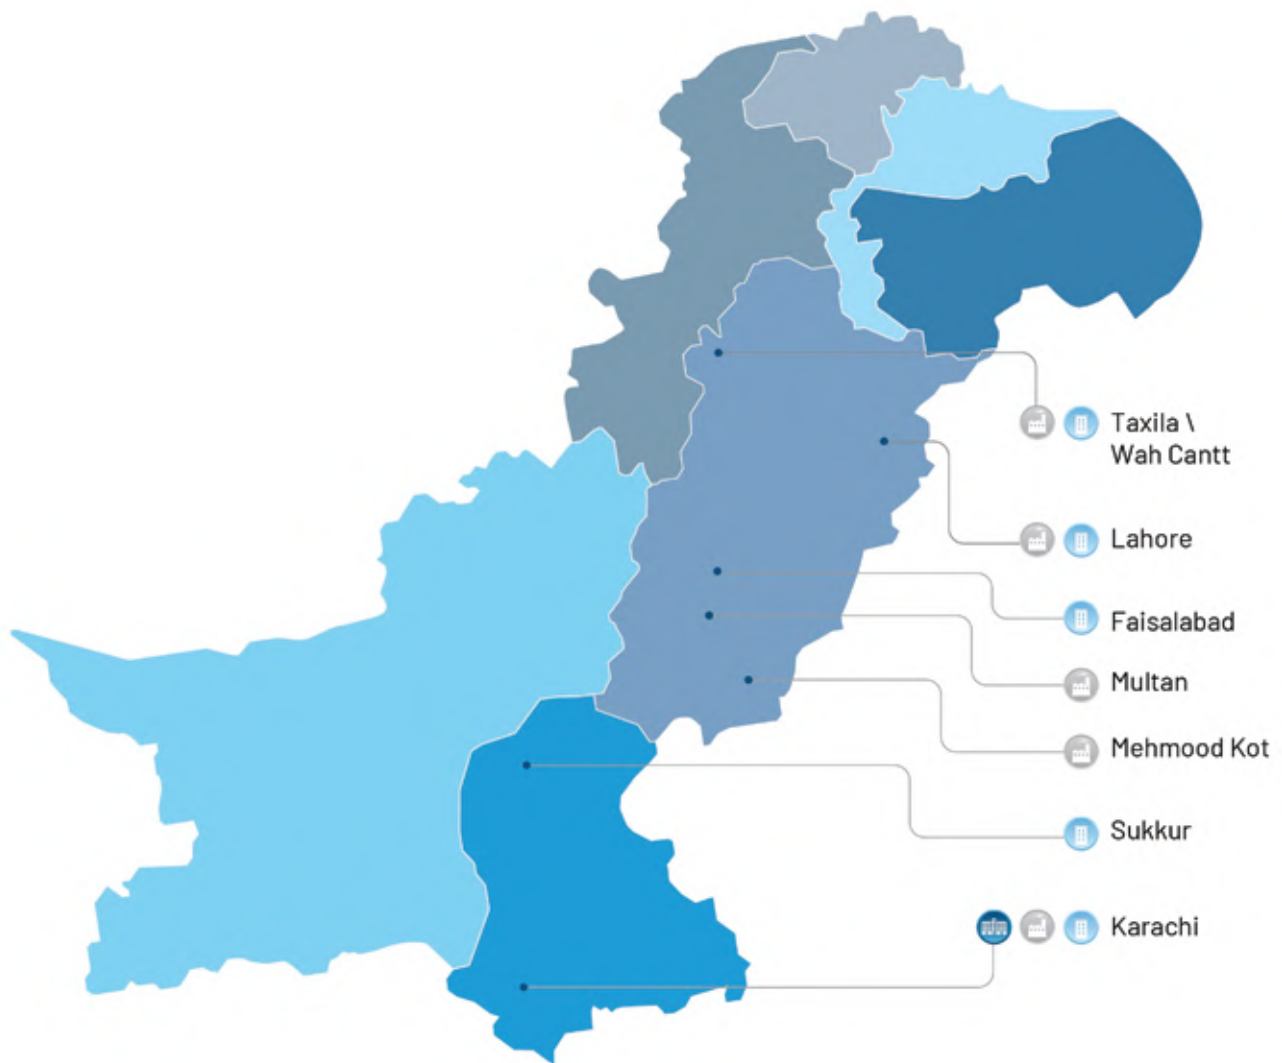 Taxila \
Wah Cantt
Lahore
Faisalabad
Multan
Mehmood Kot
Sukkur
Karachi